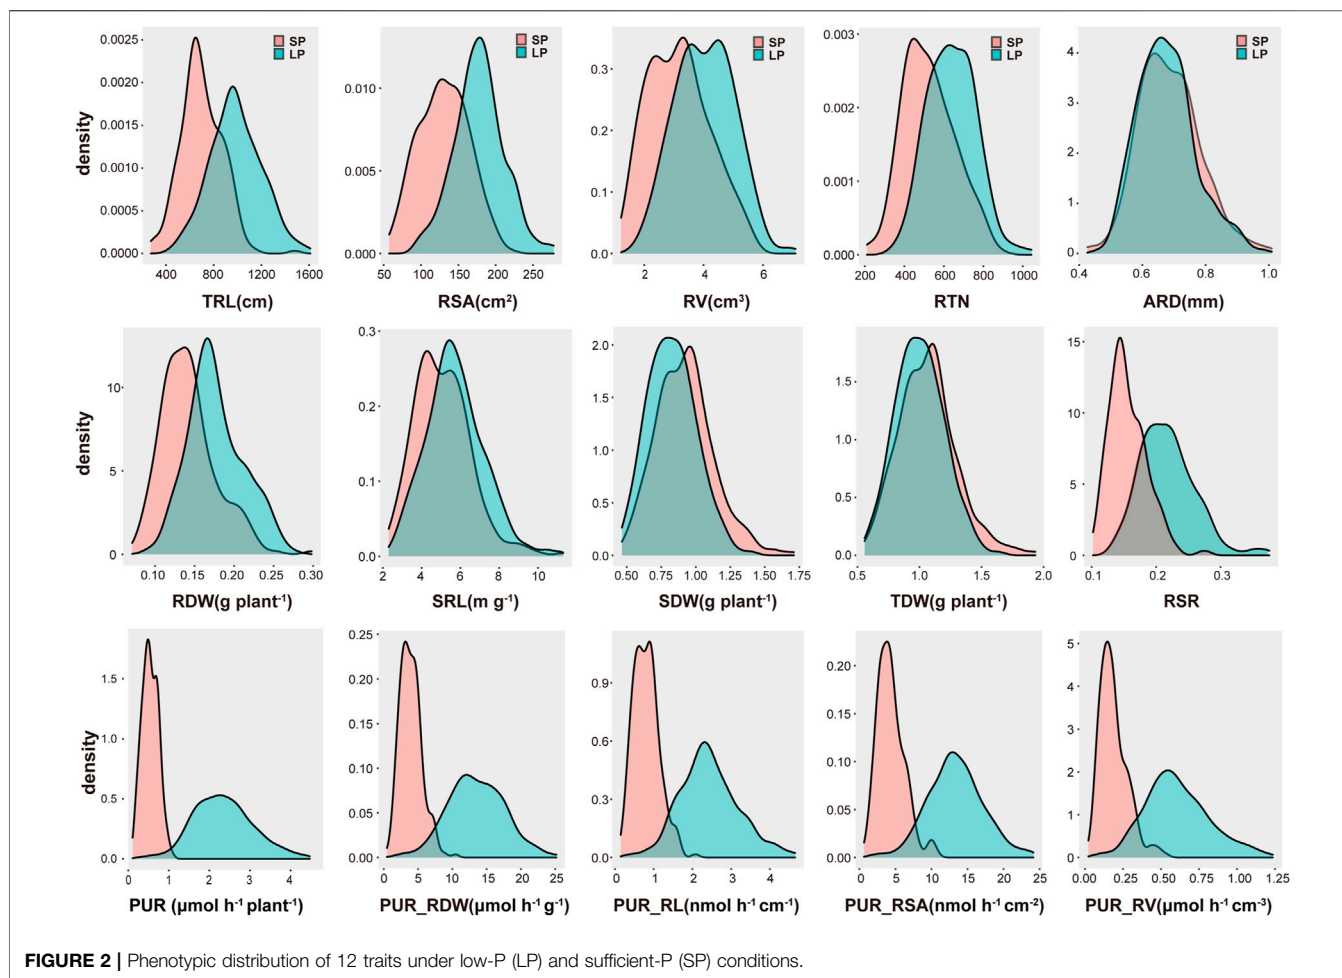 SP
LP
0.0025
0.0020
0.0015
0.0010
0.0005
0.0000
density
400 800 1200 1600
TRL(cm)
SP
LP
0.010
0.005
0.000
50 100 150 200 250
RSA(cm²)
SP
LP
0.3
0.2
0.1
0.0
2 4 6
RV(cm³)
SP
LP
0.003
0.002
0.001
0.000
200 400 600 800 1000
RTN
SP
LP
4
3
2
1
0
0.4 0.6 0.8 1.0
ARD(mm)
10
5
0
density
0.10 0.15 0.20 0.25 0.30
RDW(g plant⁻¹)
0.3
0.2
0.1
0.0
2 4 6 8 10
SRL(m g⁻¹)
2.0
1.5
1.0
0.5
0.0
0.50 0.75 1.00 1.25 1.50 1.75
SDW(g plant⁻¹)
1.5
1.0
0.5
0.0
0.5 1.0 1.5 2.0
TDW(g plant⁻¹)
15
10
5
0
0.1 0.2 0.3
RSR
1.5
1.0
0.5
0.0
density
0 1 2 3 4
PUR (µmol h⁻¹ plant⁻¹)
0.25
0.20
0.15
0.10
0.05
0.00
0 5 10 15 20 25
PUR_RDW(µmol h⁻¹ g⁻¹)
0.9
0.6
0.3
0.0
0 1 2 3 4
PUR_RL(nmol h⁻¹ cm⁻¹)
0.20
0.15
0.10
0.05
0.00
0 5 10 15 20 25
PUR_RSA(nmol h⁻¹ cm⁻²)
5
4
3
2
1
0
0.00 0.25 0.50 0.75 1.00 1.25
PUR_RV(µmol h⁻¹ cm⁻³)
FIGURE 2 | Phenotypic distribution of 12 traits under low-P (LP) and sufficient-P (SP) conditions.